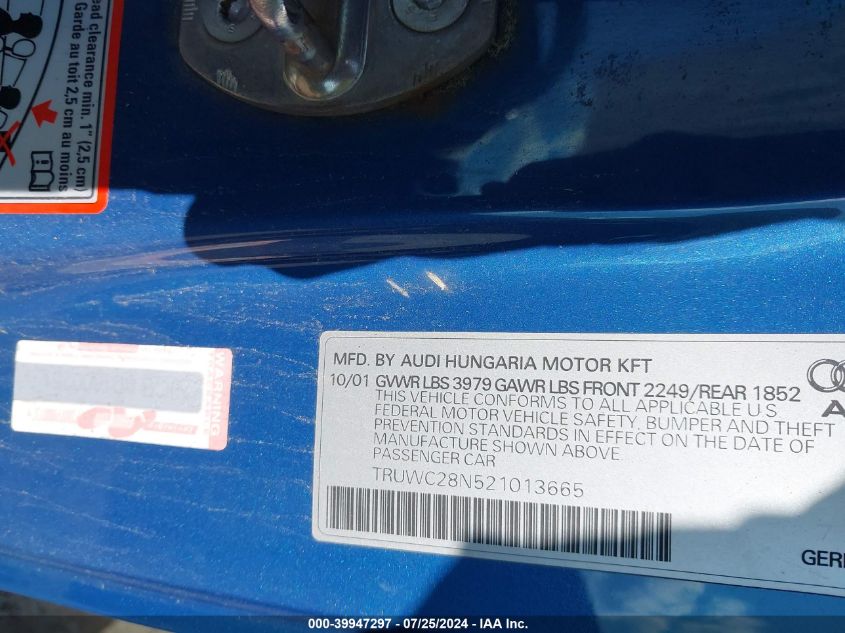 ead clearance min. 1" (2,5 cm)
Garde au toit 2,5 cm au moins
WARNING
MFD. BY AUDI HUNGARIA MOTOR KFT
10/01 GVWR LBS 3979 GAWR LBS FRONT 2249/REAR 1852
THIS VEHICLE CONFORMS TO ALL APPLICABLE U S
FEDERAL MOTOR VEHICLE SAFETY, BUMPER AND THEFT
PREVENTION STANDARDS IN EFFECT ON THE DATE OF
MANUFACTURE SHOWN ABOVE.
PASSENGER CAR
TRUWC28N521013665
GER
000-39947297 - 07/25/2024 - IAA Inc.